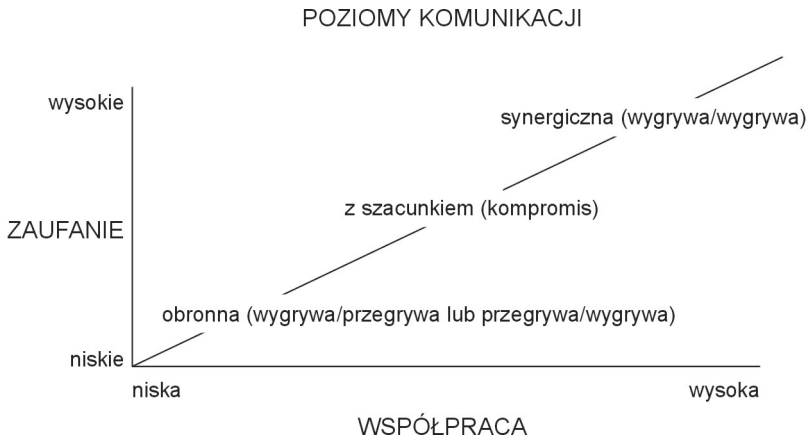 POZIOMY KOMUNIKACJI
wysokie
synergiczna (wygrywa/wygrywa)
z szacunkiem (kompromis)
ZAUFANIE
obronna (wygrywa/przegrywa lub przegrywa/wygrywa)
niskie
niska
wysoka
WSPÓŁPRACA